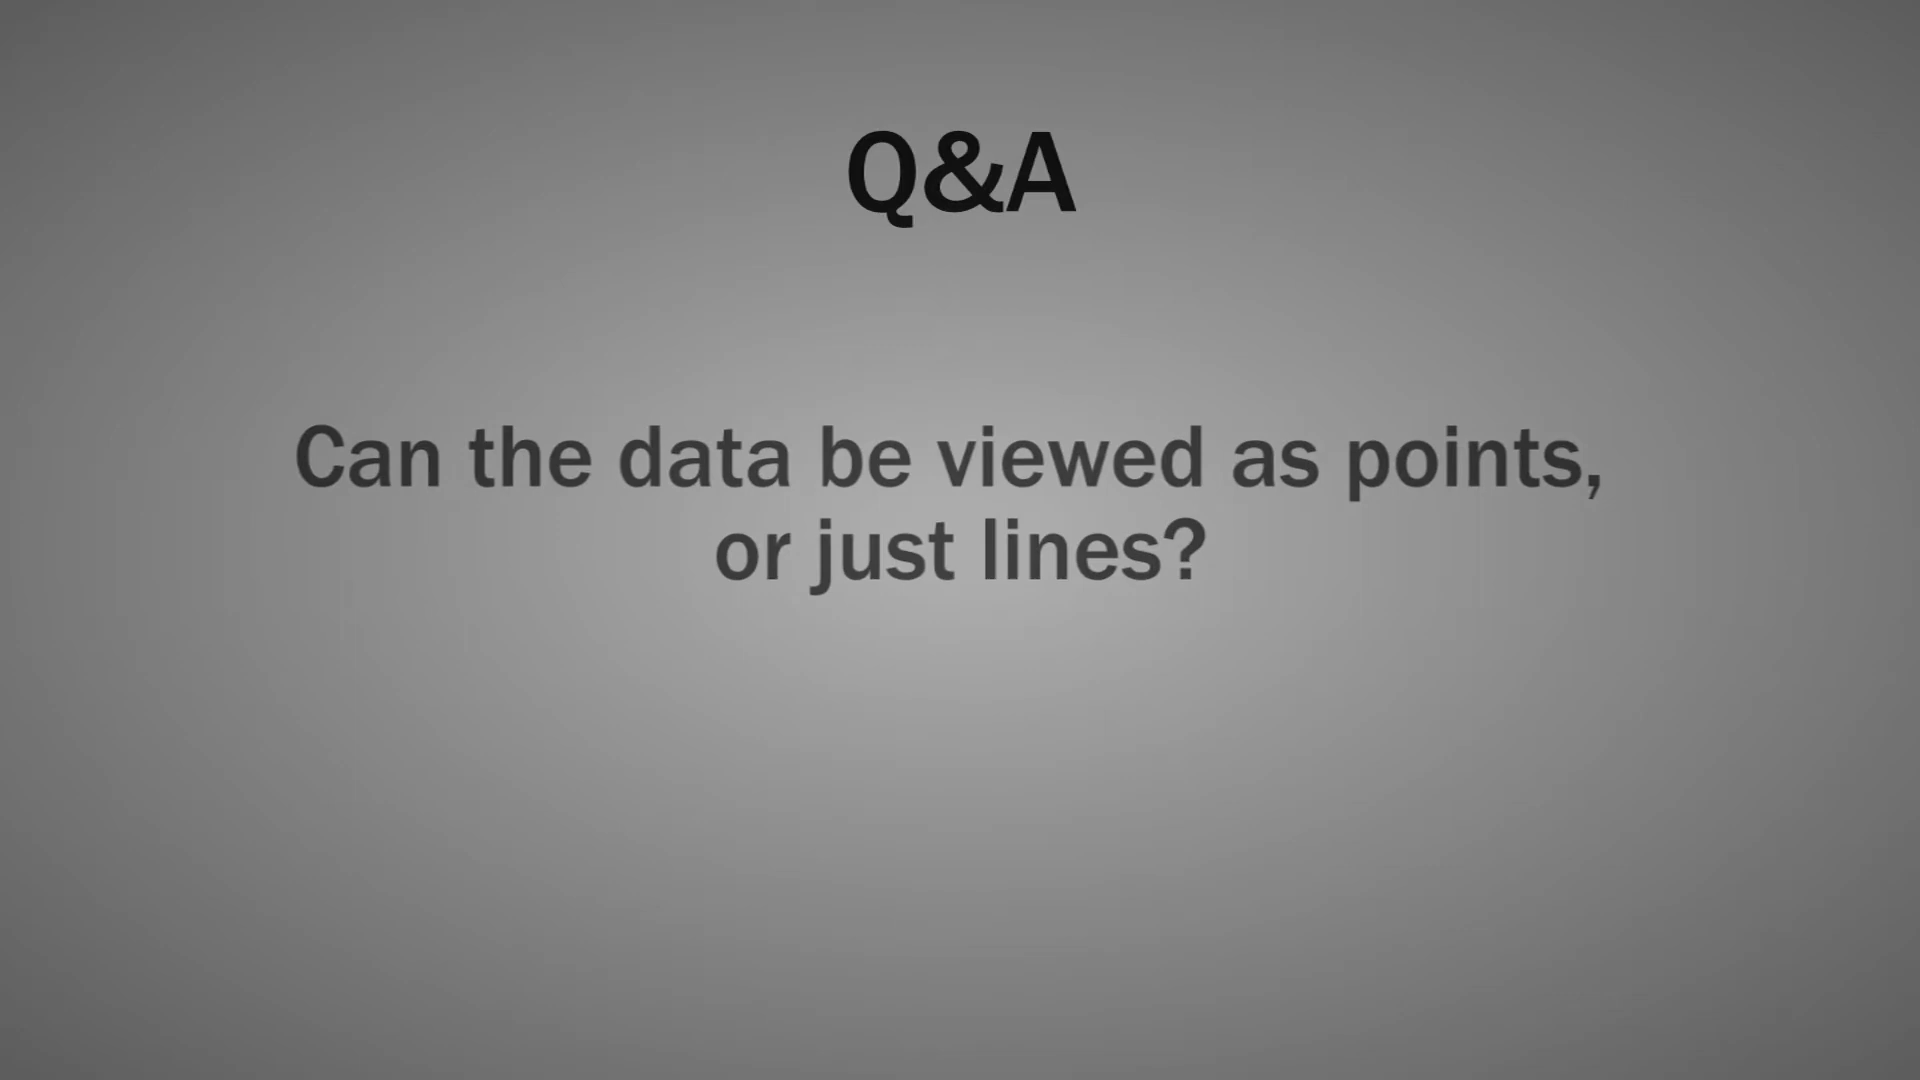 Q&A
Can the data be viewed as points,
or just lines?